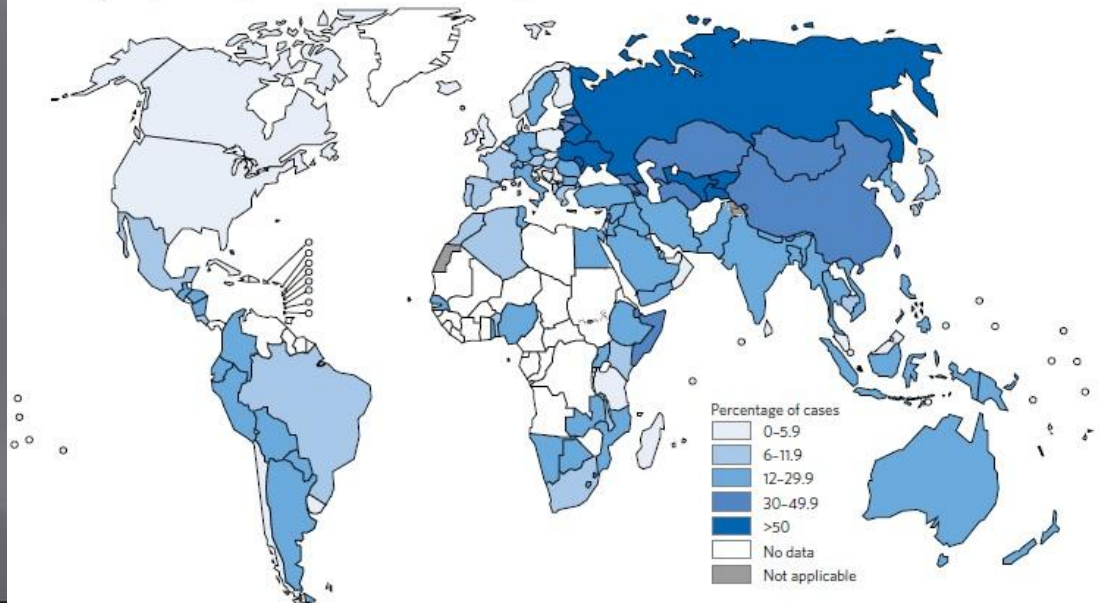 Percentage of cases
0–5.9
6–11.9
12–29.9
30–49.9
>50
No data
Not applicable